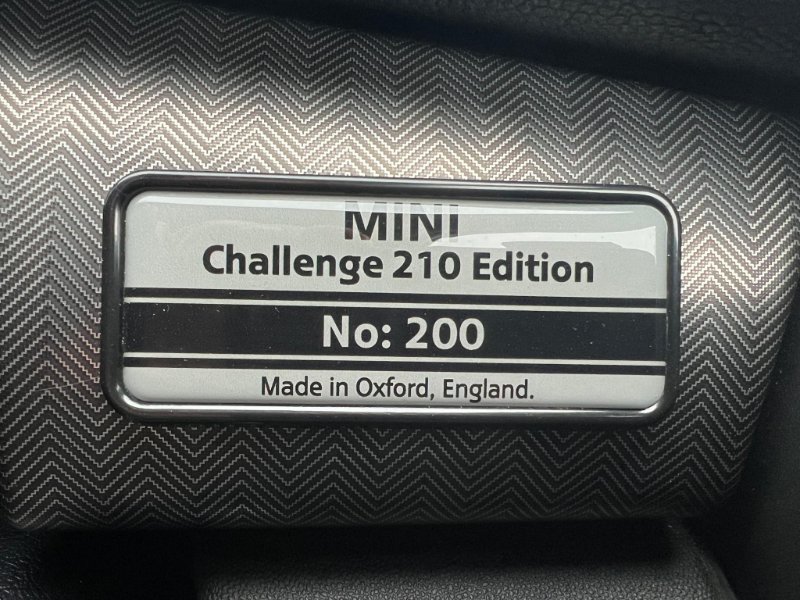 MINI
Challenge 210 Edition
No: 200
Made in Oxford, England.